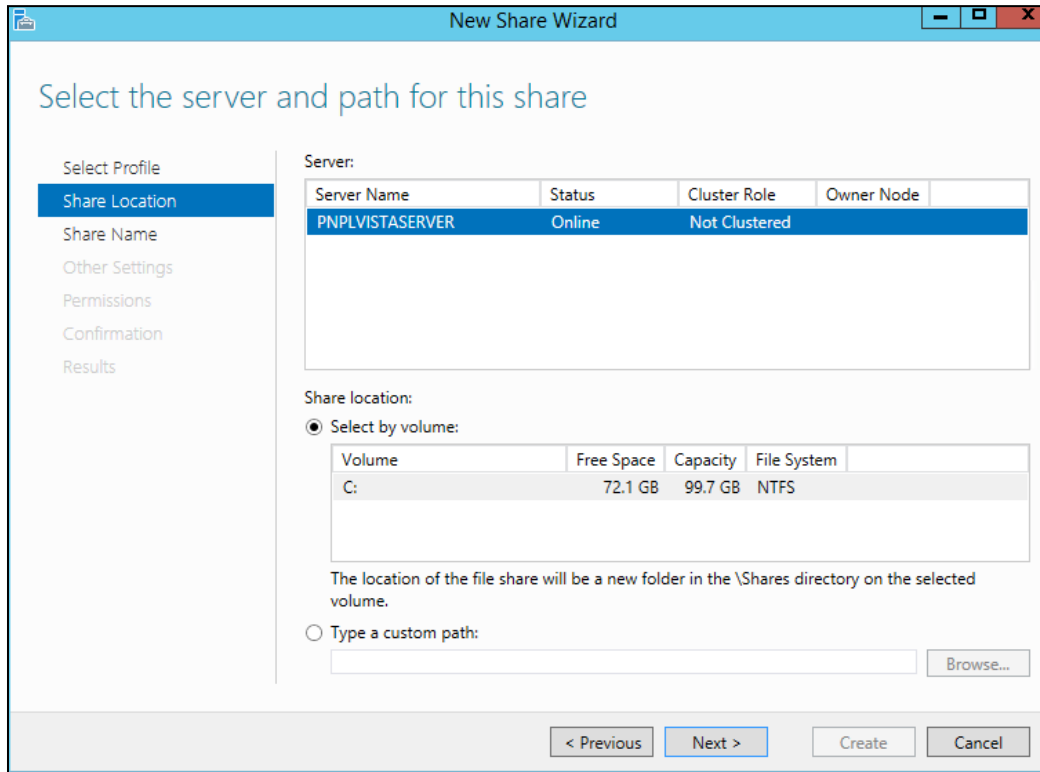 New Share Wizard
Select the server and path for this share
Select Profile
Share Location
Share Name
Other Settings
Permissions
Confirmation
Results
Server:
Server Name Status Cluster Role Owner Node
PNPLVISTASERVER Online Not Clustered
Share location:
Select by volume:
Volume Free Space Capacity File System
C: 72.1 GB 99.7 GB NTFS
The location of the file share will be a new folder in the \Shares directory on the selected
volume.
Type a custom path:
Browse...
< Previous Next > Create Cancel